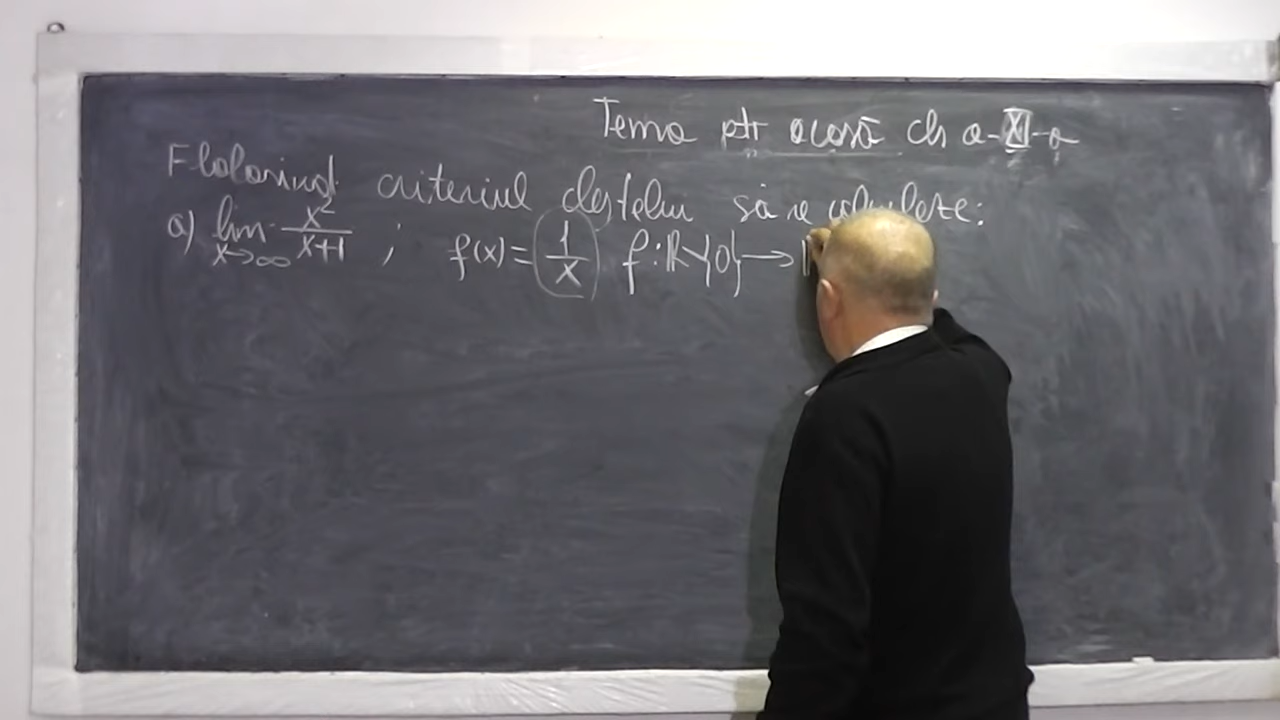 Tema ptr acasă cls a-XI-a
Folosind criteriul cleștelui să se calculeze:
a) lim x→∞ x²/x+1 ; f(x) = 1/x f:ℝ\{0}→